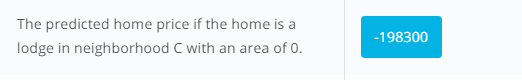 The predicted home price if the home is a
lodge in neighborhood C with an area of 0.
-198300